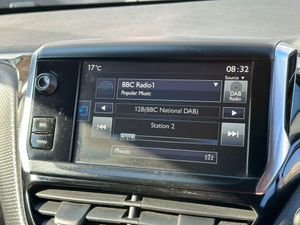 17°C
08:32
Source
BBC Radio1
Popular Music
DAB
Radio
12B(BBC National DAB)
Station 2